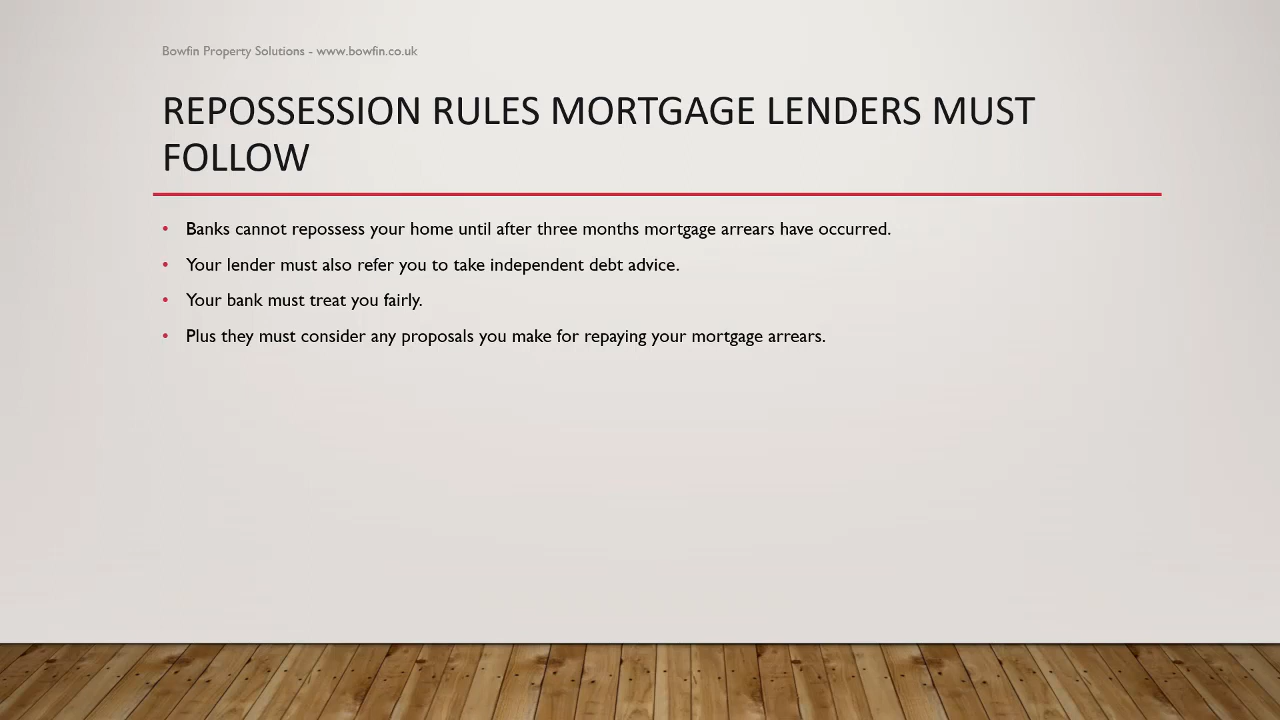 Bowfin Property Solutions - www.bowfin.co.uk
REPOSSESSION RULES MORTGAGE LENDERS MUST
FOLLOW
• Banks cannot repossess your home until after three months mortgage arrears have occurred.
• Your lender must also refer you to take independent debt advice.
• Your bank must treat you fairly.
• Plus they must consider any proposals you make for repaying your mortgage arrears.